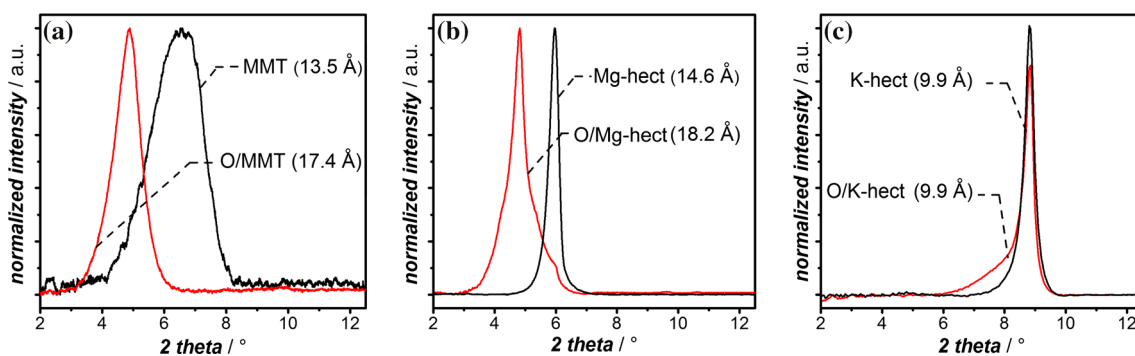 (a)
normalized intensity / a.u.
MMT (13.5 Å)
O/MMT (17.4 Å)
2 4 6 8 10 12
2 theta / °
(b)
normalized intensity / a.u.
Mg-hect (14.6 Å)
O/Mg-hect (18.2 Å)
2 4 6 8 10 12
2 theta / °
(c)
normalized intensity / a.u.
K-hect (9.9 Å)
O/K-hect (9.9 Å)
2 4 6 8 10 12
2 theta / °